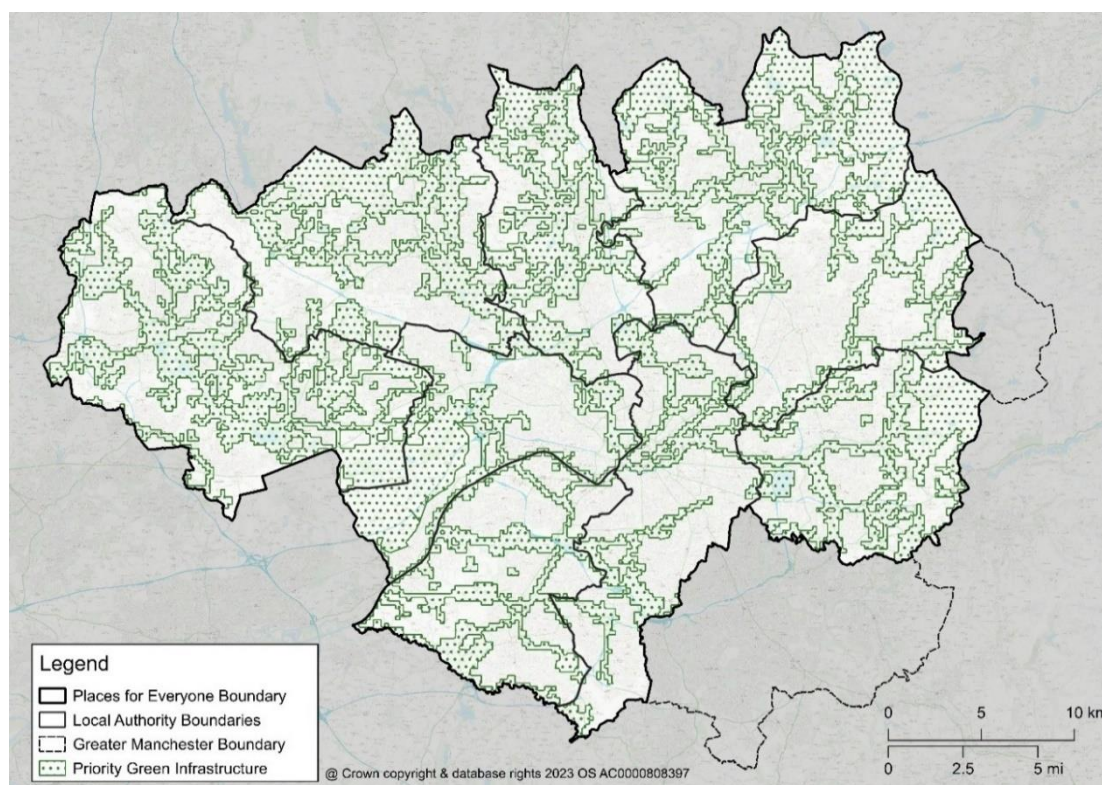 Legend
Places for Everyone Boundary
Local Authority Boundaries
Greater Manchester Boundary
Priority Green Infrastructure
@ Crown copyright & database rights 2023 OS AC0000808397
0 5 10 km
0 2.5 5 mi